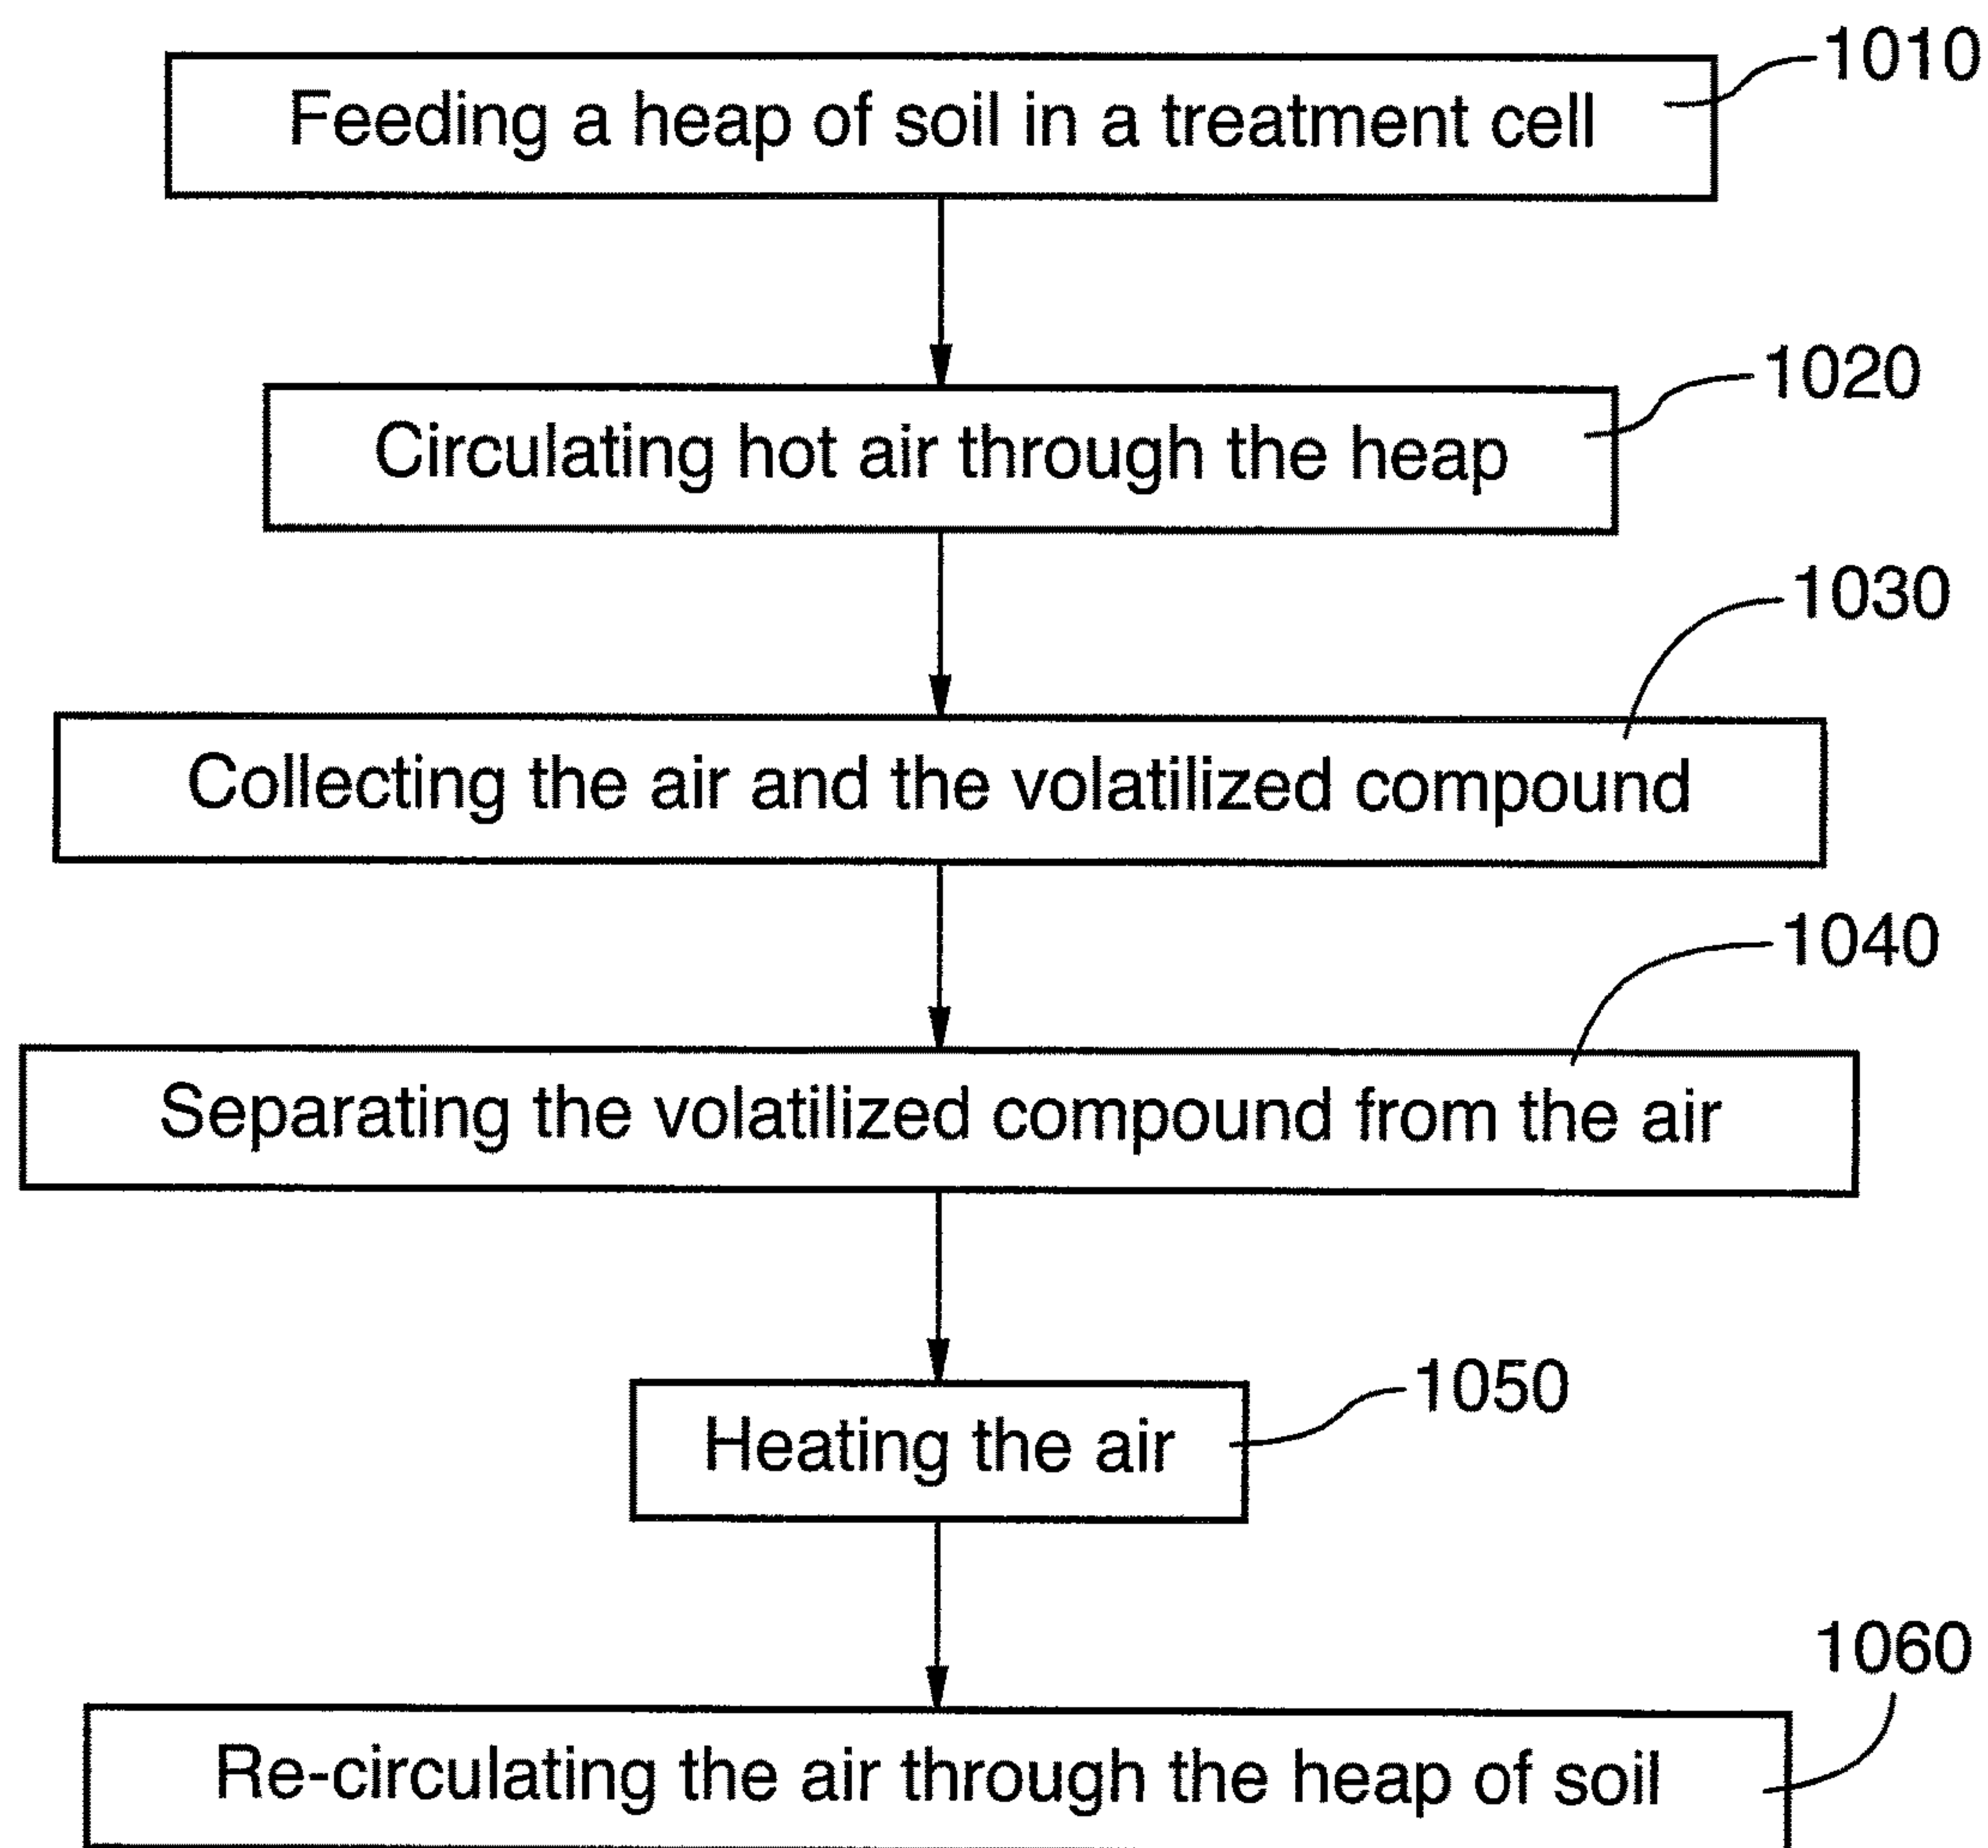 1010
Feeding a heap of soil in a treatment cell
1020
Circulating hot air through the heap
1030
Collecting the air and the volatilized compound
1040
Separating the volatilized compound from the air
1050
Heating the air
1060
Re-circulating the air through the heap of soil